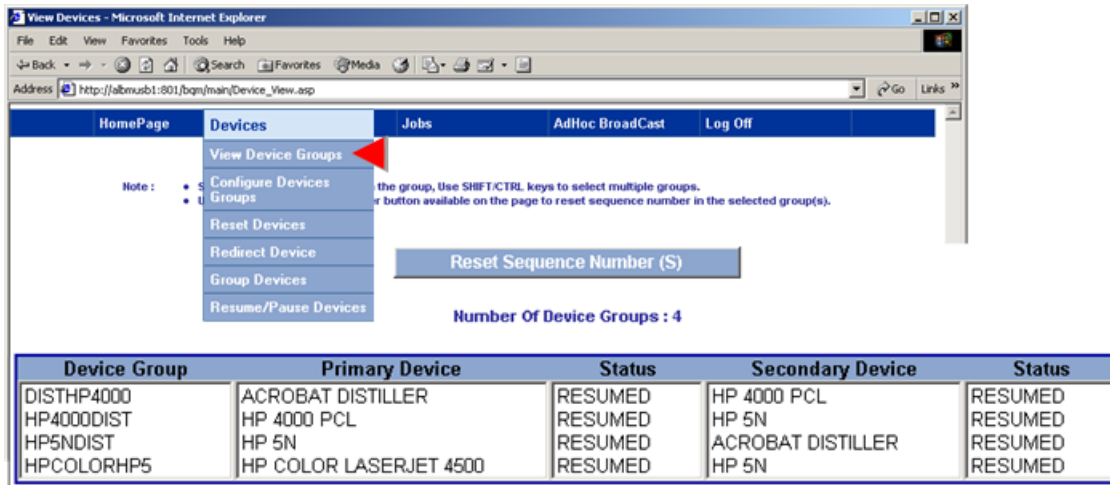 View Devices - Microsoft Internet Explorer
File Edit View Favorites Tools Help
Back Search Favorites Media
Address http://albmusb1:801/bqm/main/Device_View.asp Go Links »
HomePage Devices Jobs AdHoc BroadCast Log Off
View Device Groups
Configure Devices Groups
Reset Devices
Redirect Device
Group Devices
Resume/Pause Devices
Note :
• S the group, Use SHIFT/CTRL keys to select multiple groups.
• U r button available on the page to reset sequence number in the selected group(s).
Reset Sequence Number (S)
Number Of Device Groups : 4
Device Group Primary Device Status Secondary Device Status
DISTHP4000 ACROBAT DISTILLER RESUMED HP 4000 PCL RESUMED
HP4000DIST HP 4000 PCL RESUMED HP 5N RESUMED
HP5NDIST HP 5N RESUMED ACROBAT DISTILLER RESUMED
HPCOLORHP5 HP COLOR LASERJET 4500 RESUMED HP 5N RESUMED